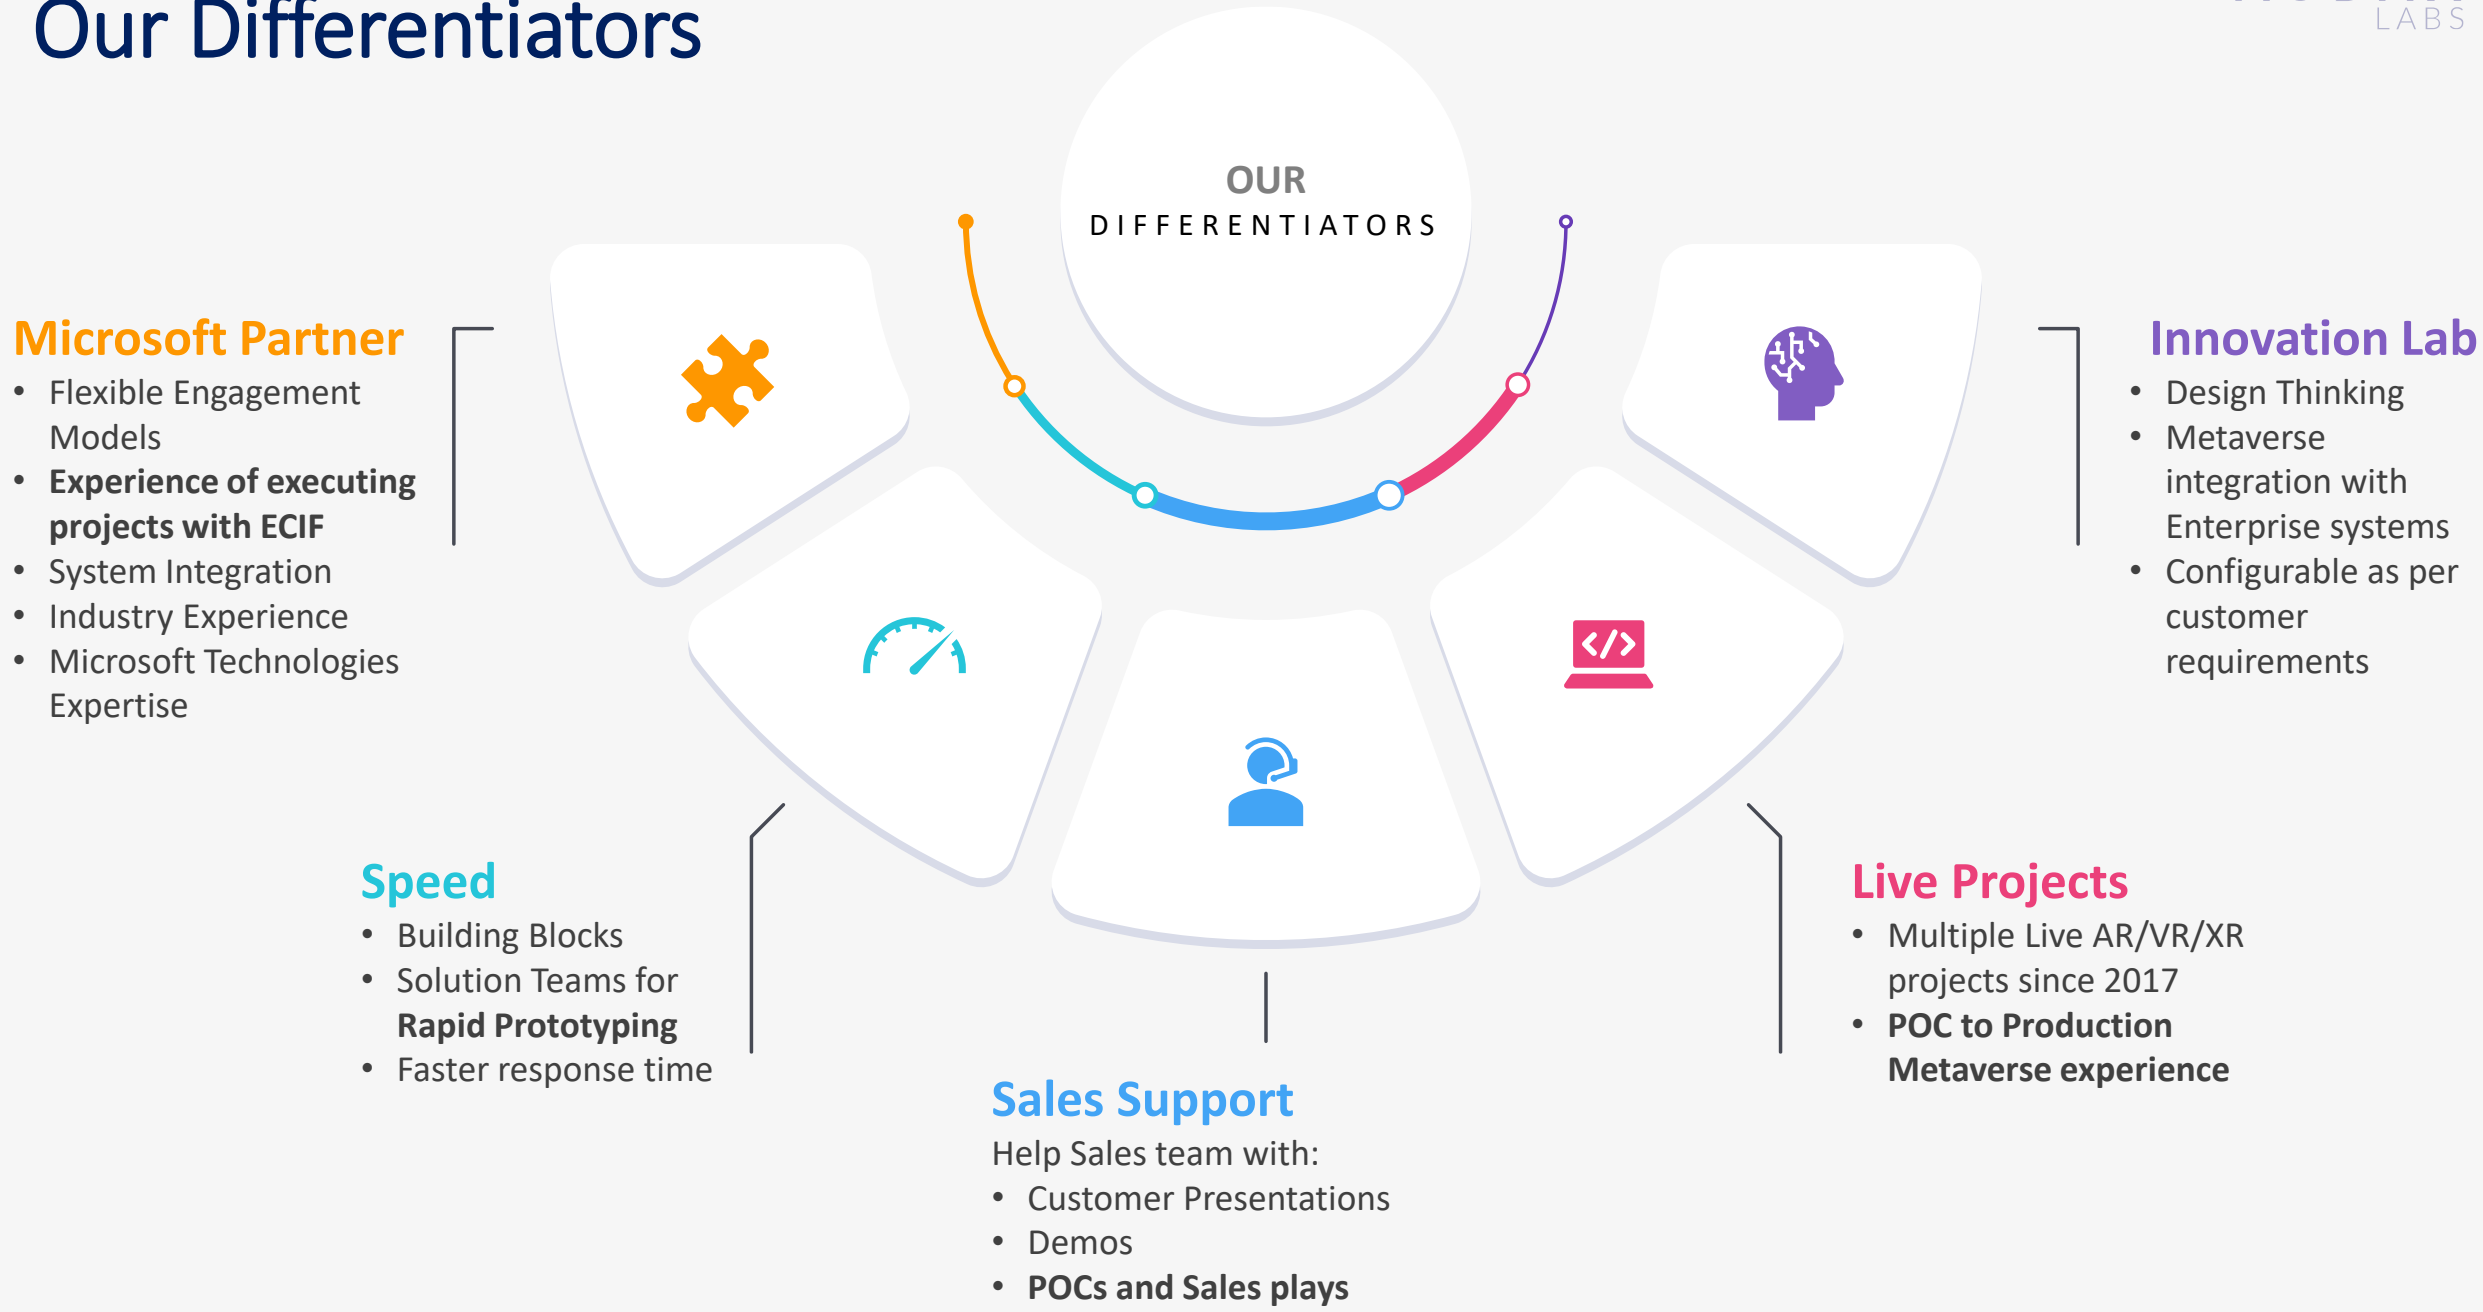 Our Differentiators
LABS
OUR
DIFFERENTIATORS
Microsoft Partner
• Flexible Engagement
Models
• Experience of executing
projects with ECIF
• System Integration
• Industry Experience
• Microsoft Technologies
Expertise
Speed
• Building Blocks
• Solution Teams for
Rapid Prototyping
• Faster response time
Sales Support
Help Sales team with:
• Customer Presentations
• Demos
• POCs and Sales plays
Live Projects
• Multiple Live AR/VR/XR
projects since 2017
• POC to Production
Metaverse experience
Innovation Lab
• Design Thinking
• Metaverse
integration with
Enterprise systems
• Configurable as per
customer
requirements